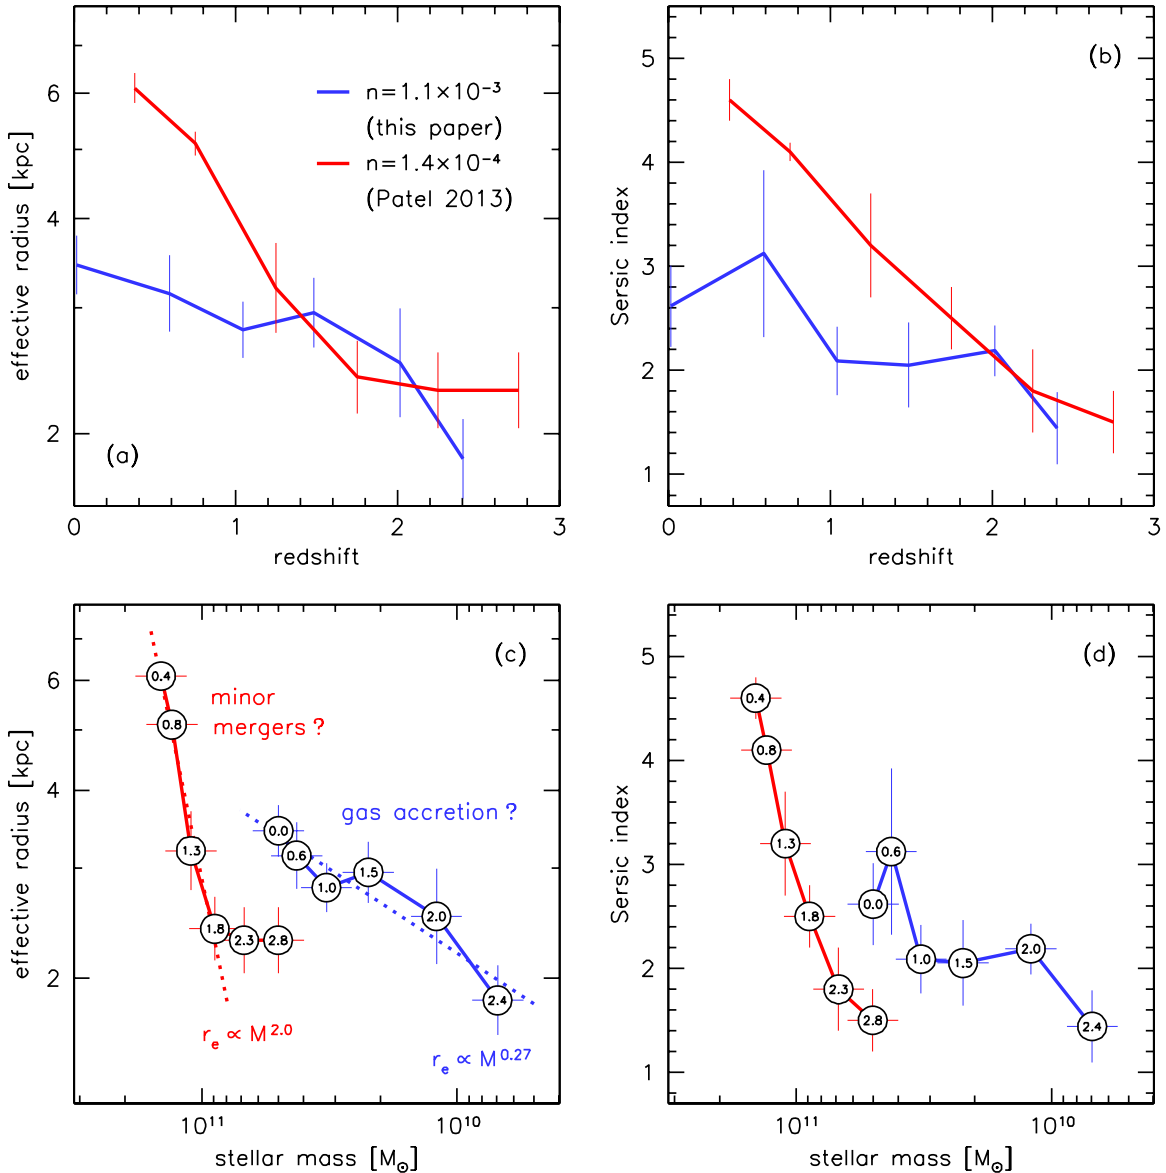 6
4
2
effective radius [kpc]
n=1.1×10⁻³
(this paper)
n=1.4×10⁻⁴
(Patel 2013)
(a)
0 1 2 3
redshift
5
4
3
2
1
Sersic index
(b)
0 1 2 3
redshift
6
4
2
effective radius [kpc]
(c)
0.4
0.8
1.3
1.8
2.3
2.8
minor
mergers ?
gas accretion ?
0.0
0.6
1.0
1.5
2.0
2.4
rₑ ∝ M²·⁰
rₑ ∝ M⁰·²⁷
10¹¹ 10¹⁰
stellar mass [M☉]
5
4
3
2
1
Sersic index
(d)
0.4
0.8
1.3
1.8
2.3
2.8
0.0
0.6
1.0
1.5
2.0
2.4
10¹¹ 10¹⁰
stellar mass [M☉]